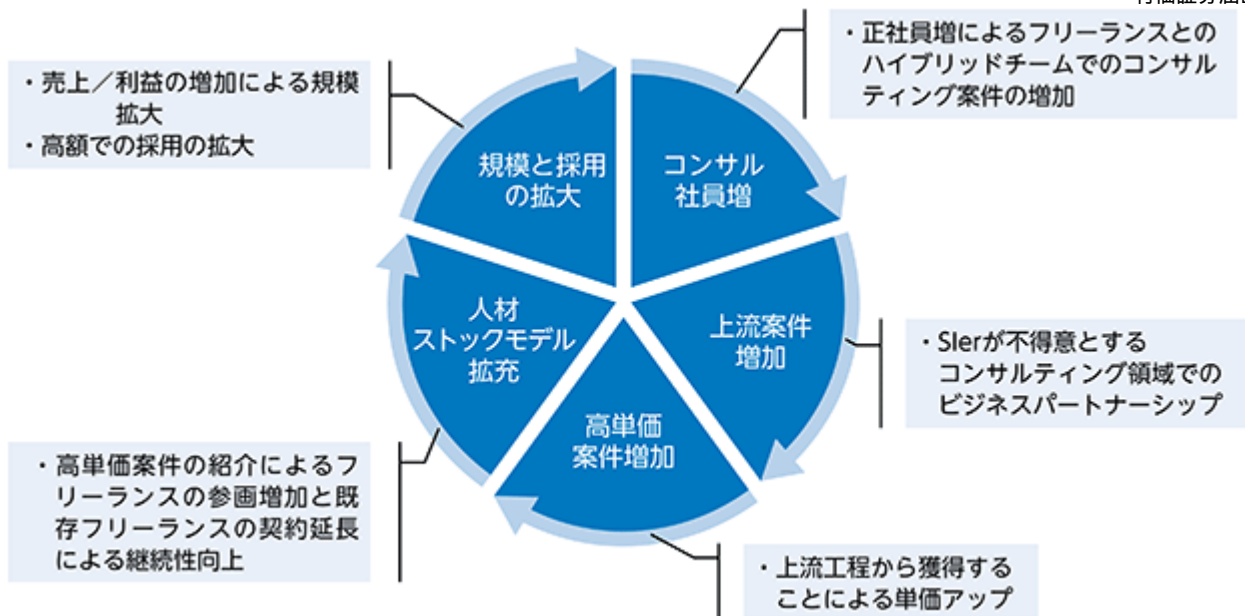 ・正社員増によるフリーランスとの
ハイブリッドチームでのコンサル
ティング案件の増加
・売上／利益の増加による規模
拡大
・高額での採用の拡大
規模と採用
の拡大
コンサル
社員増
人材
ストックモデル
拡充
上流案件
増加
・SIerが不得意とする
コンサルティング領域での
ビジネスパートナーシップ
高単価
案件増加
・高単価案件の紹介によるフ
リーランスの参画増加と既
存フリーランスの契約延長
による継続性向上
・上流工程から獲得する
ことによる単価アップ